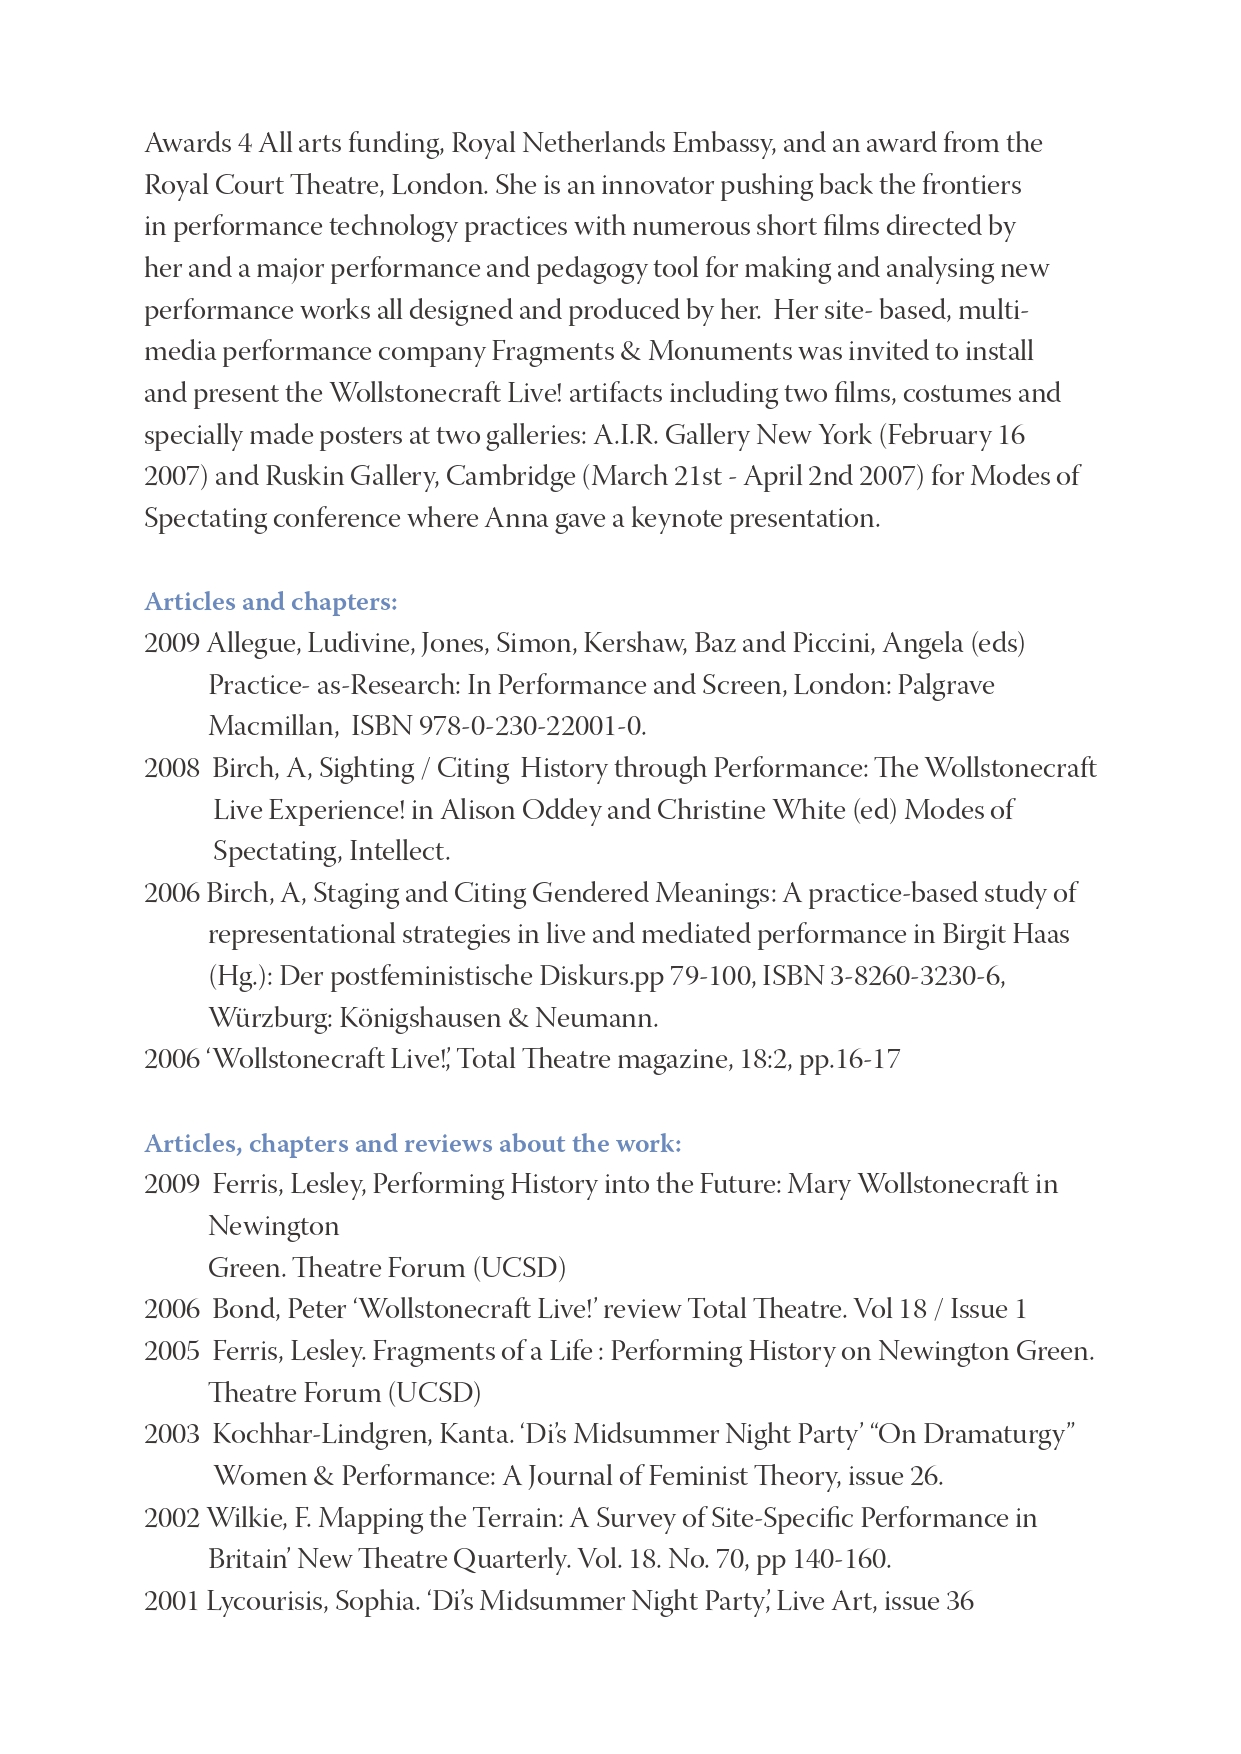 Awards 4 All arts funding, Royal Netherlands Embassy, and an award from the
Royal Court Theatre, London. She is an innovator pushing back the frontiers
in performance technology practices with numerous short films directed by
her and a major performance and pedagogy tool for making and analysing new
performance works all designed and produced by her.  Her site- based, multi-
media performance company Fragments & Monuments was invited to install
and present the Wollstonecraft Live! artifacts including two films, costumes and
specially made posters at two galleries: A.I.R. Gallery New York (February 16
2007) and Ruskin Gallery, Cambridge (March 21st - April 2nd 2007) for Modes of
Spectating conference where Anna gave a keynote presentation.
Articles and chapters:
2009 Allegue, Ludivine, Jones, Simon, Kershaw, Baz and Piccini, Angela (eds)
Practice- as-Research: In Performance and Screen, London: Palgrave
Macmillan,  ISBN 978-0-230-22001-0.
2008  Birch, A, Sighting / Citing  History through Performance: The Wollstonecraft
Live Experience! in Alison Oddey and Christine White (ed) Modes of
Spectating, Intellect.
2006 Birch, A, Staging and Citing Gendered Meanings: A practice-based study of
representational strategies in live and mediated performance in Birgit Haas
(Hg.): Der postfeministische Diskurs.pp 79-100, ISBN 3-8260-3230-6,
Würzburg: Königshausen & Neumann.
2006 ‘Wollstonecraft Live!’, Total Theatre magazine, 18:2, pp.16-17
Articles, chapters and reviews about the work:
2009  Ferris, Lesley, Performing History into the Future: Mary Wollstonecraft in
Newington
Green. Theatre Forum (UCSD)
2006  Bond, Peter ‘Wollstonecraft Live!’ review Total Theatre. Vol 18 / Issue 1
2005  Ferris, Lesley. Fragments of a Life : Performing History on Newington Green.
Theatre Forum (UCSD)
2003  Kochhar-Lindgren, Kanta. ‘Di’s Midsummer Night Party’ “On Dramaturgy”
Women & Performance: A Journal of Feminist Theory, issue 26.
2002 Wilkie, F. Mapping the Terrain: A Survey of Site-Specific Performance in
Britain’ New Theatre Quarterly. Vol. 18. No. 70, pp 140-160.
2001 Lycourisis, Sophia. ‘Di’s Midsummer Night Party’, Live Art, issue 36